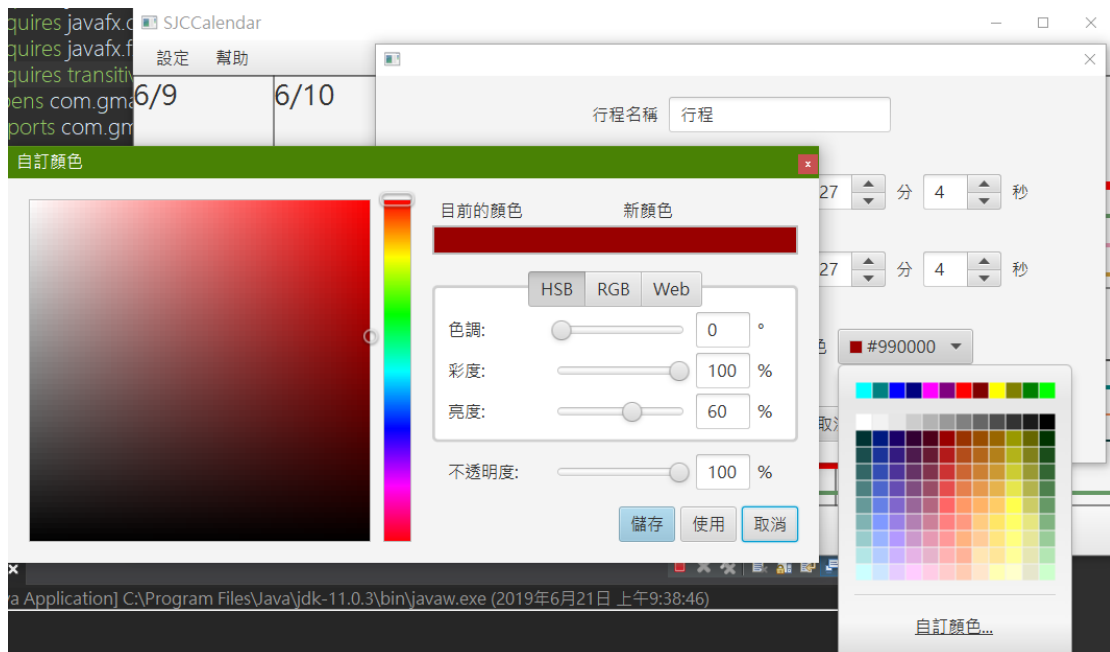 quires javafx.c
quires javafx.f
quires transitiv
pens com.gma
ports com.gm
SJCCalendar
設定 幫助
6/9 6/10
行程名稱 行程
27 分 4 秒
27 分 4 秒
#990000
取消
自訂顏色
目前的顏色 新顏色
HSB RGB Web
色調: 0 °
彩度: 100 %
亮度: 60 %
不透明度: 100 %
儲存 使用 取消
自訂顏色...
va Application] C:\Program Files\Java\jdk-11.0.3\bin\javaw.exe (2019年6月21日 上午9:38:46)